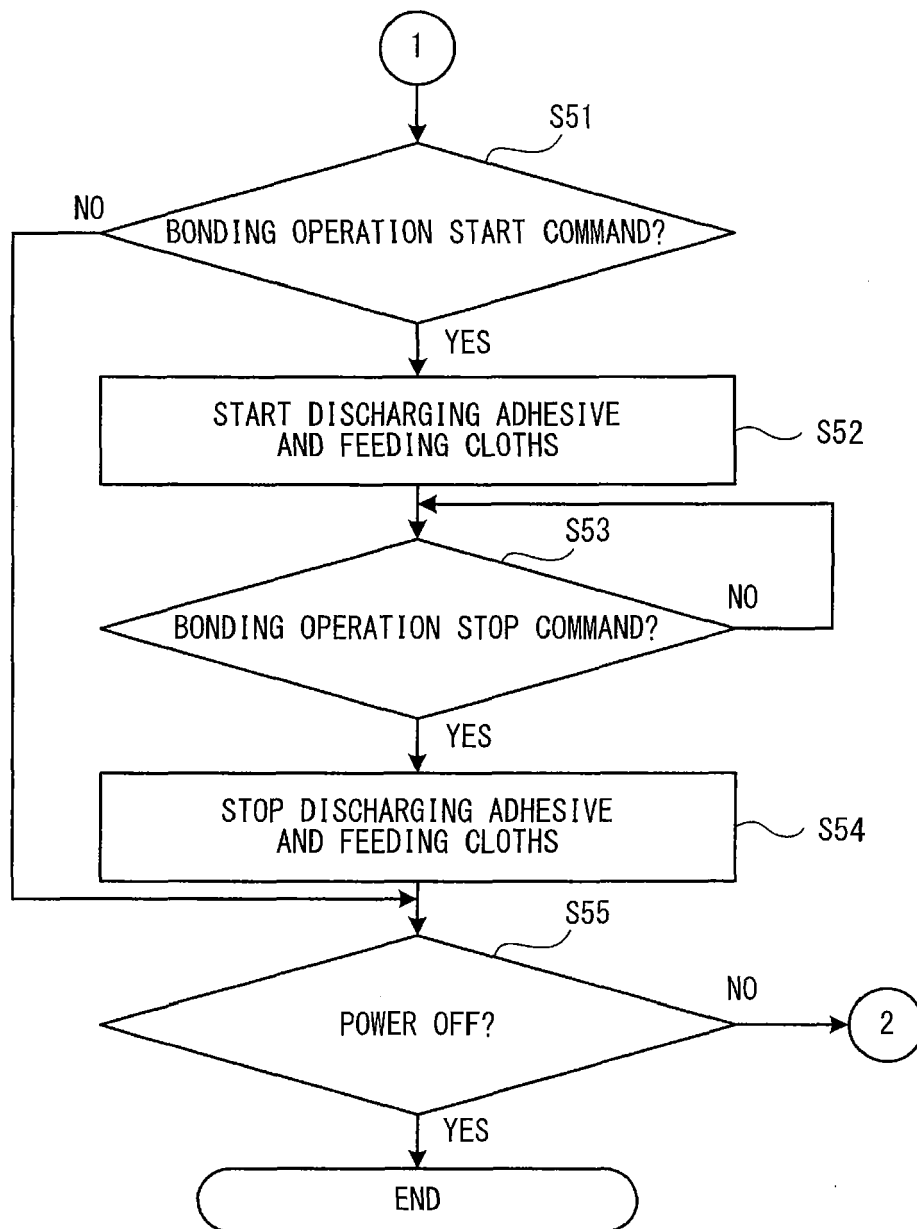 1
S51
NO
BONDING OPERATION START COMMAND?
YES
START DISCHARGING ADHESIVE
AND FEEDING CLOTHS
S52
S53
NO
BONDING OPERATION STOP COMMAND?
YES
STOP DISCHARGING ADHESIVE
AND FEEDING CLOTHS
S54
S55
NO
POWER OFF?
2
YES
END